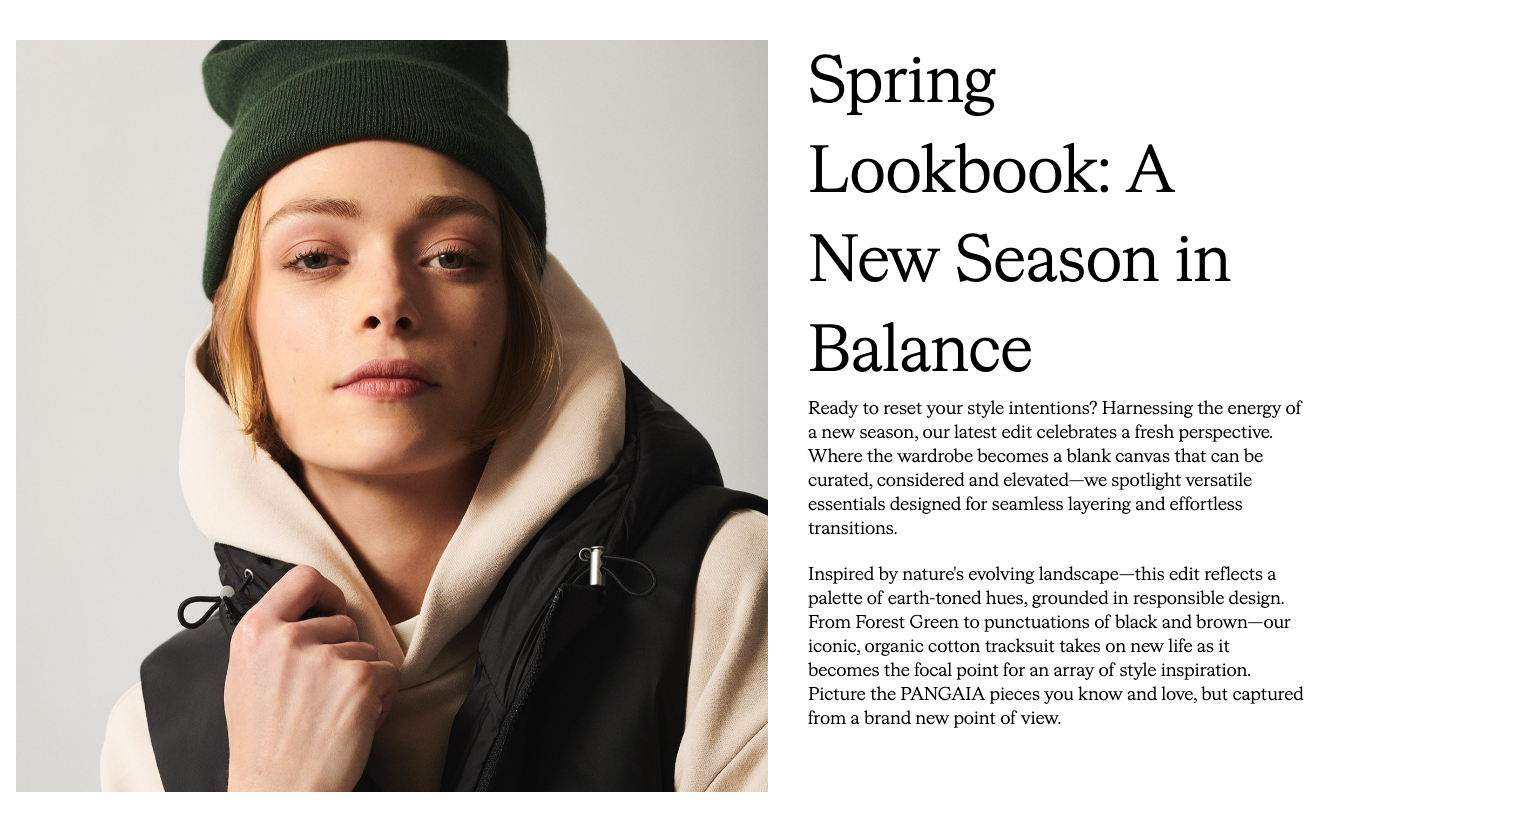 Spring
Lookbook: A
New Season in
Balance
Ready to reset your style intentions? Harnessing the energy of
a new season, our latest edit celebrates a fresh perspective.
Where the wardrobe becomes a blank canvas that can be
curated, considered and elevated—we spotlight versatile
essentials designed for seamless layering and effortless
transitions.
Inspired by nature's evolving landscape—this edit reflects a
palette of earth-toned hues, grounded in responsible design.
From Forest Green to punctuations of black and brown—our
iconic, organic cotton tracksuit takes on new life as it
becomes the focal point for an array of style inspiration.
Picture the PANGAIA pieces you know and love, but captured
from a brand new point of view.